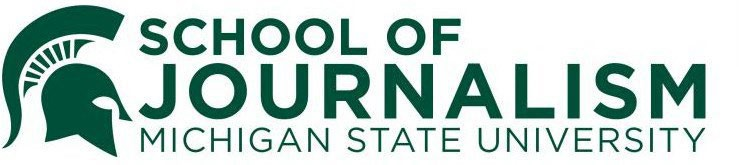 SCHOOL OF
JOURNALISM
MICHIGAN STATE UNIVERSITY